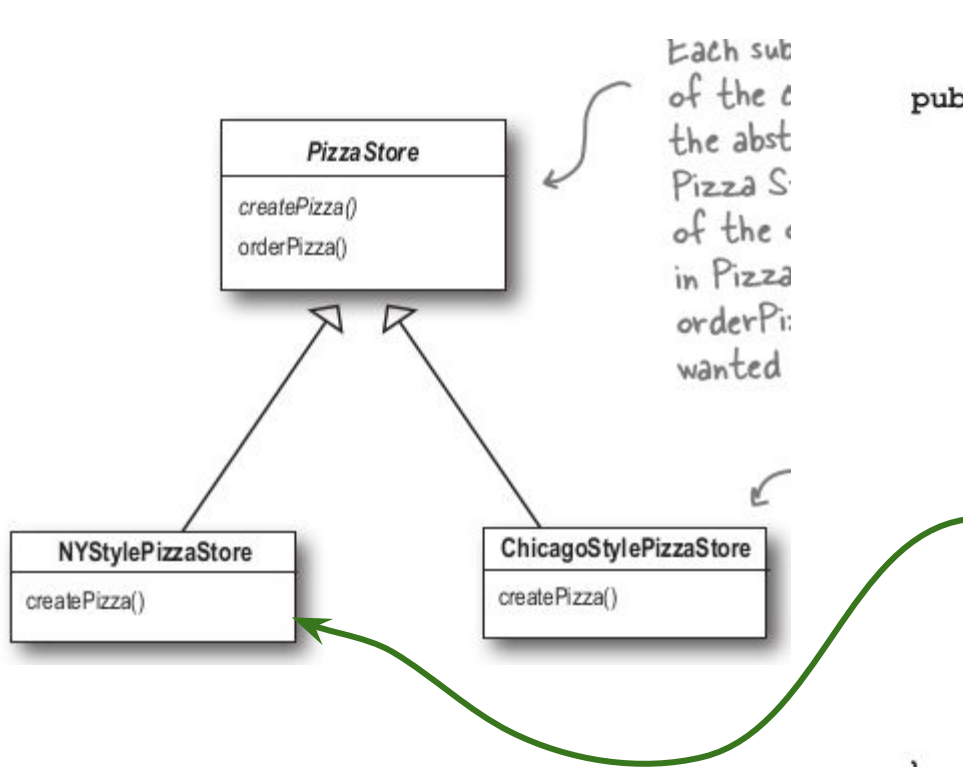 Each sub
of the c
the abst
Pizza S
of the
in Pizza
orderPi
wanted
pub
PizzaStore
createPizza()
orderPizza()
NYStylePizzaStore
createPizza()
ChicagoStylePizzaStore
createPizza()